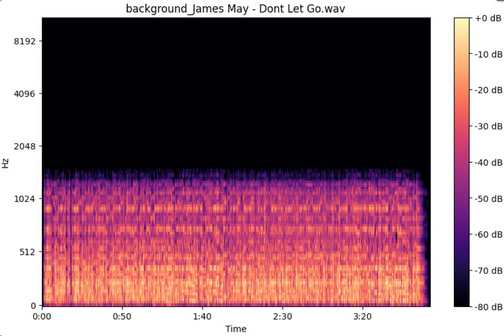 background_James May - Dont Let Go.wav
8192
4096
2048
1024
512
0
Hz
0:00 0:50 1:40 2:30 3:20
Time
+0 dB
-10 dB
-20 dB
-30 dB
-40 dB
-50 dB
-60 dB
-70 dB
-80 dB